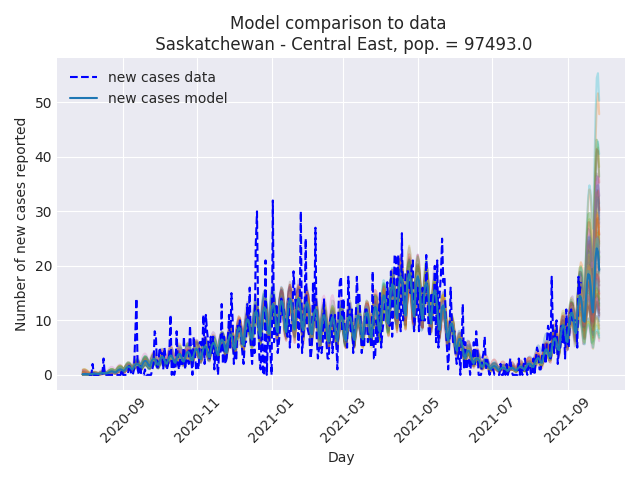 Model comparison to data
Saskatchewan - Central East, pop. = 97493.0
new cases data
new cases model
Number of new cases reported
50
40
30
20
10
0
2020-09
2020-11
2021-01
2021-03
2021-05
2021-07
2021-09
Day